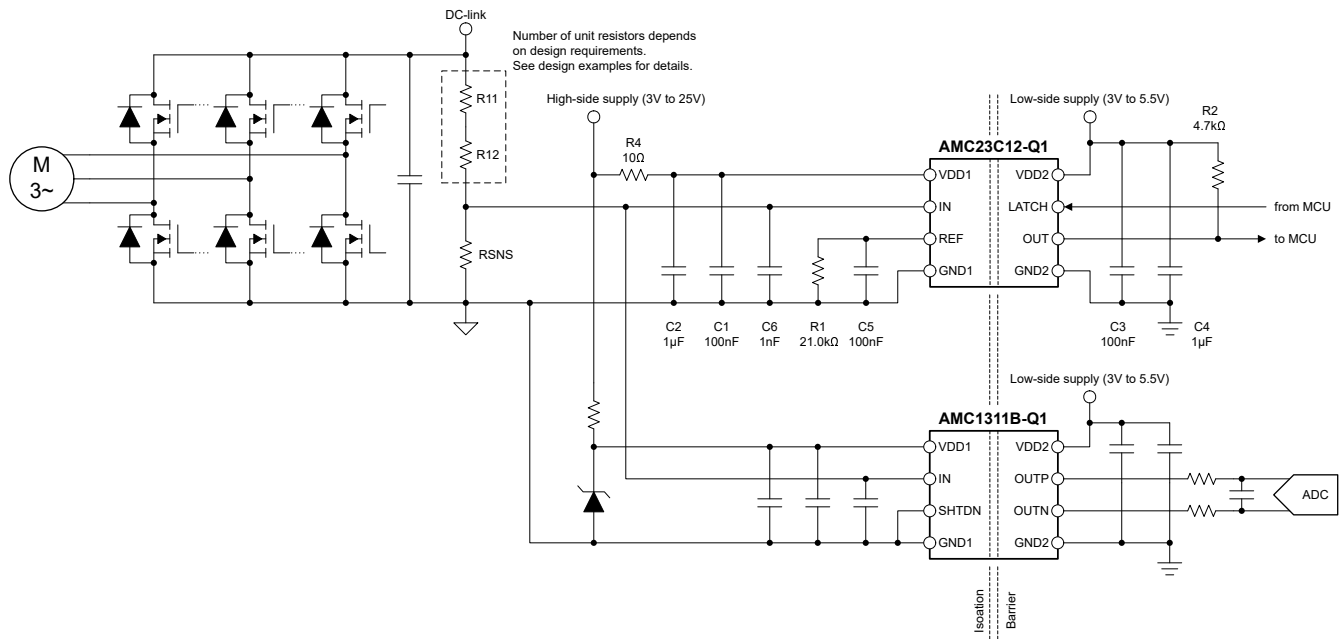 DC-link
Number of unit resistors depends
on design requirements.
See design examples for details.
R11
R12
RSNS
M
3~
High-side supply (3V to 25V)
R4
10Ω
Low-side supply (3V to 5.5V)
R2
4.7kΩ
AMC23C12-Q1
VDD1
IN
REF
GND1
VDD2
LATCH
OUT
GND2
from MCU
to MCU
C2
1µF
C1
100nF
C6
1nF
R1
21.0kΩ
C5
100nF
C3
100nF
C4
1µF
Low-side supply (3V to 5.5V)
AMC1311B-Q1
VDD1
IN
SHTDN
GND1
VDD2
OUTP
OUTN
GND2
ADC
Isoation
Barrier